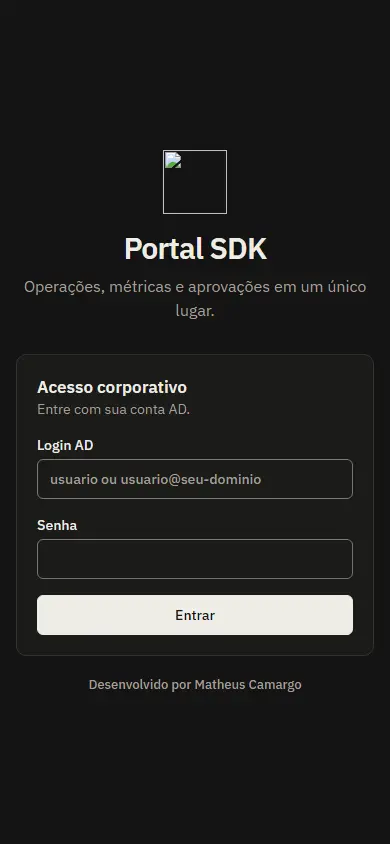 Portal SDK
Operações, métricas e aprovações em um único
lugar.
Acesso corporativo
Entre com sua conta AD.
Login AD
usuario ou usuario@seu-dominio
Senha
Entrar
Desenvolvido por Matheus Camargo